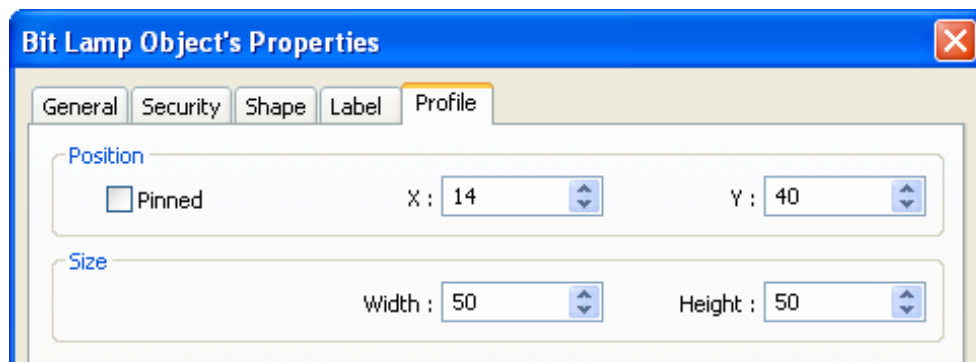 Bit Lamp Object's Properties
General Security Shape Label Profile
Position
Pinned X : 14 Y : 40
Size
Width : 50 Height : 50